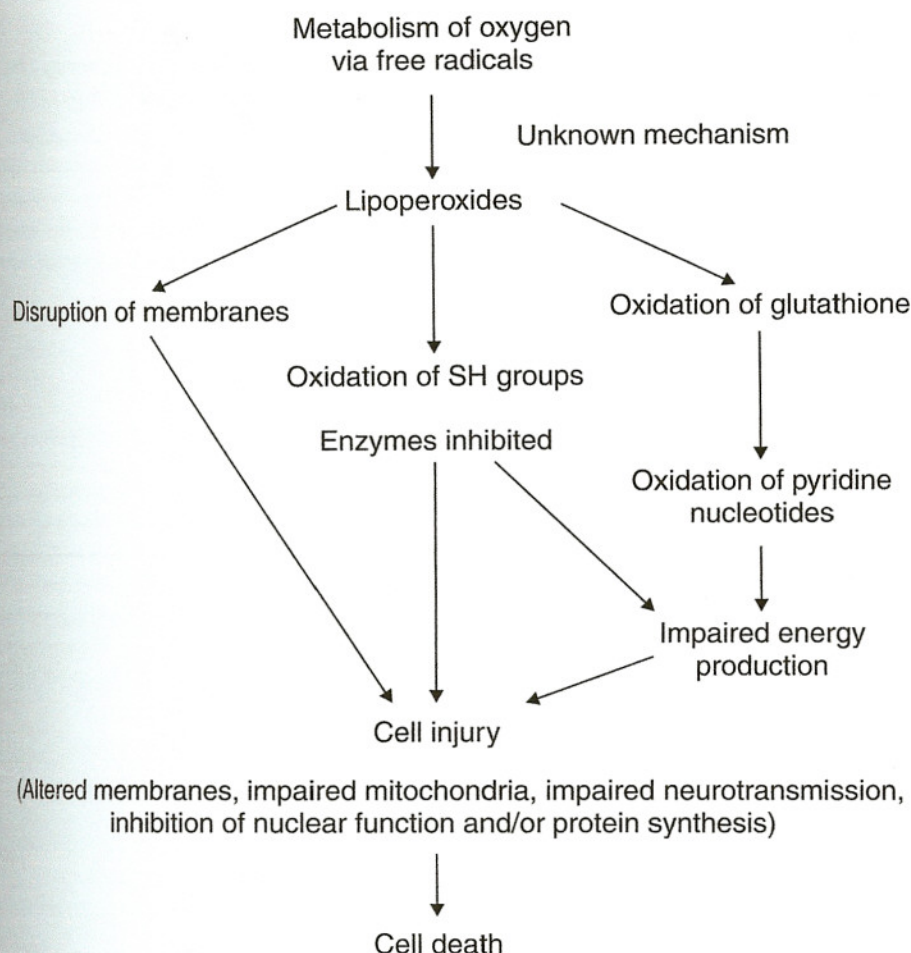 Metabolism of oxygen
via free radicals
Unknown mechanism
Lipoperoxides
Disruption of membranes
Oxidation of glutathione
Oxidation of SH groups
Enzymes inhibited
Oxidation of pyridine
nucleotides
Impaired energy
production
Cell injury
(Altered membranes, impaired mitochondria, impaired neurotransmission,
inhibition of nuclear function and/or protein synthesis)
Cell death